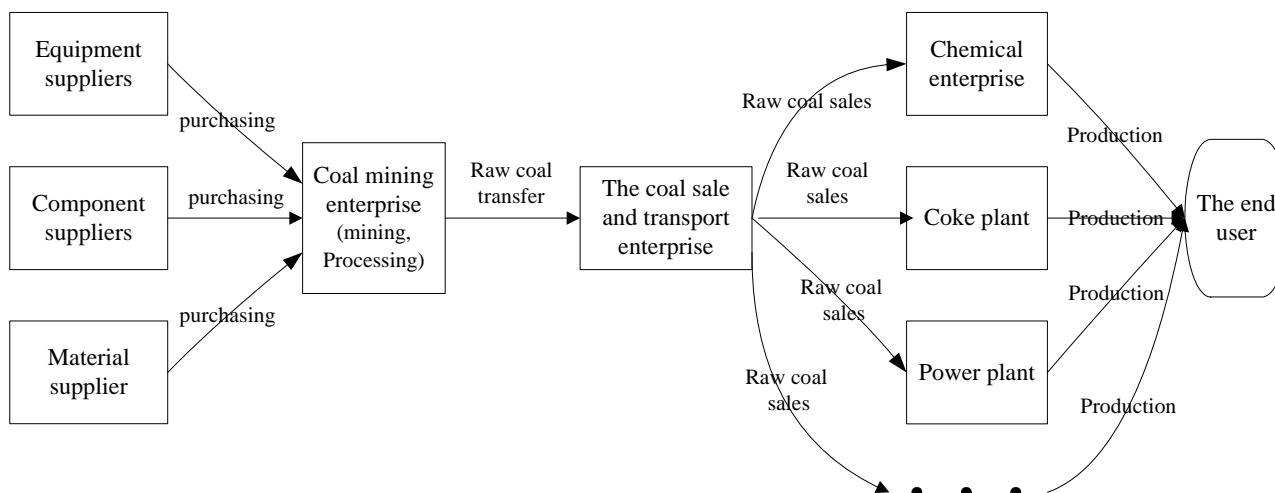 Equipment
suppliers
purchasing
Component
suppliers
purchasing
Material
supplier
purchasing
Coal mining
enterprise
(mining,
Processing)
Raw coal
transfer
The coal sale
and transport
enterprise
Raw coal sales
Chemical
enterprise
Production
Raw coal
sales
Coke plant
Production
Raw coal
sales
Power plant
Production
Raw coal
sales
Production
The end
user